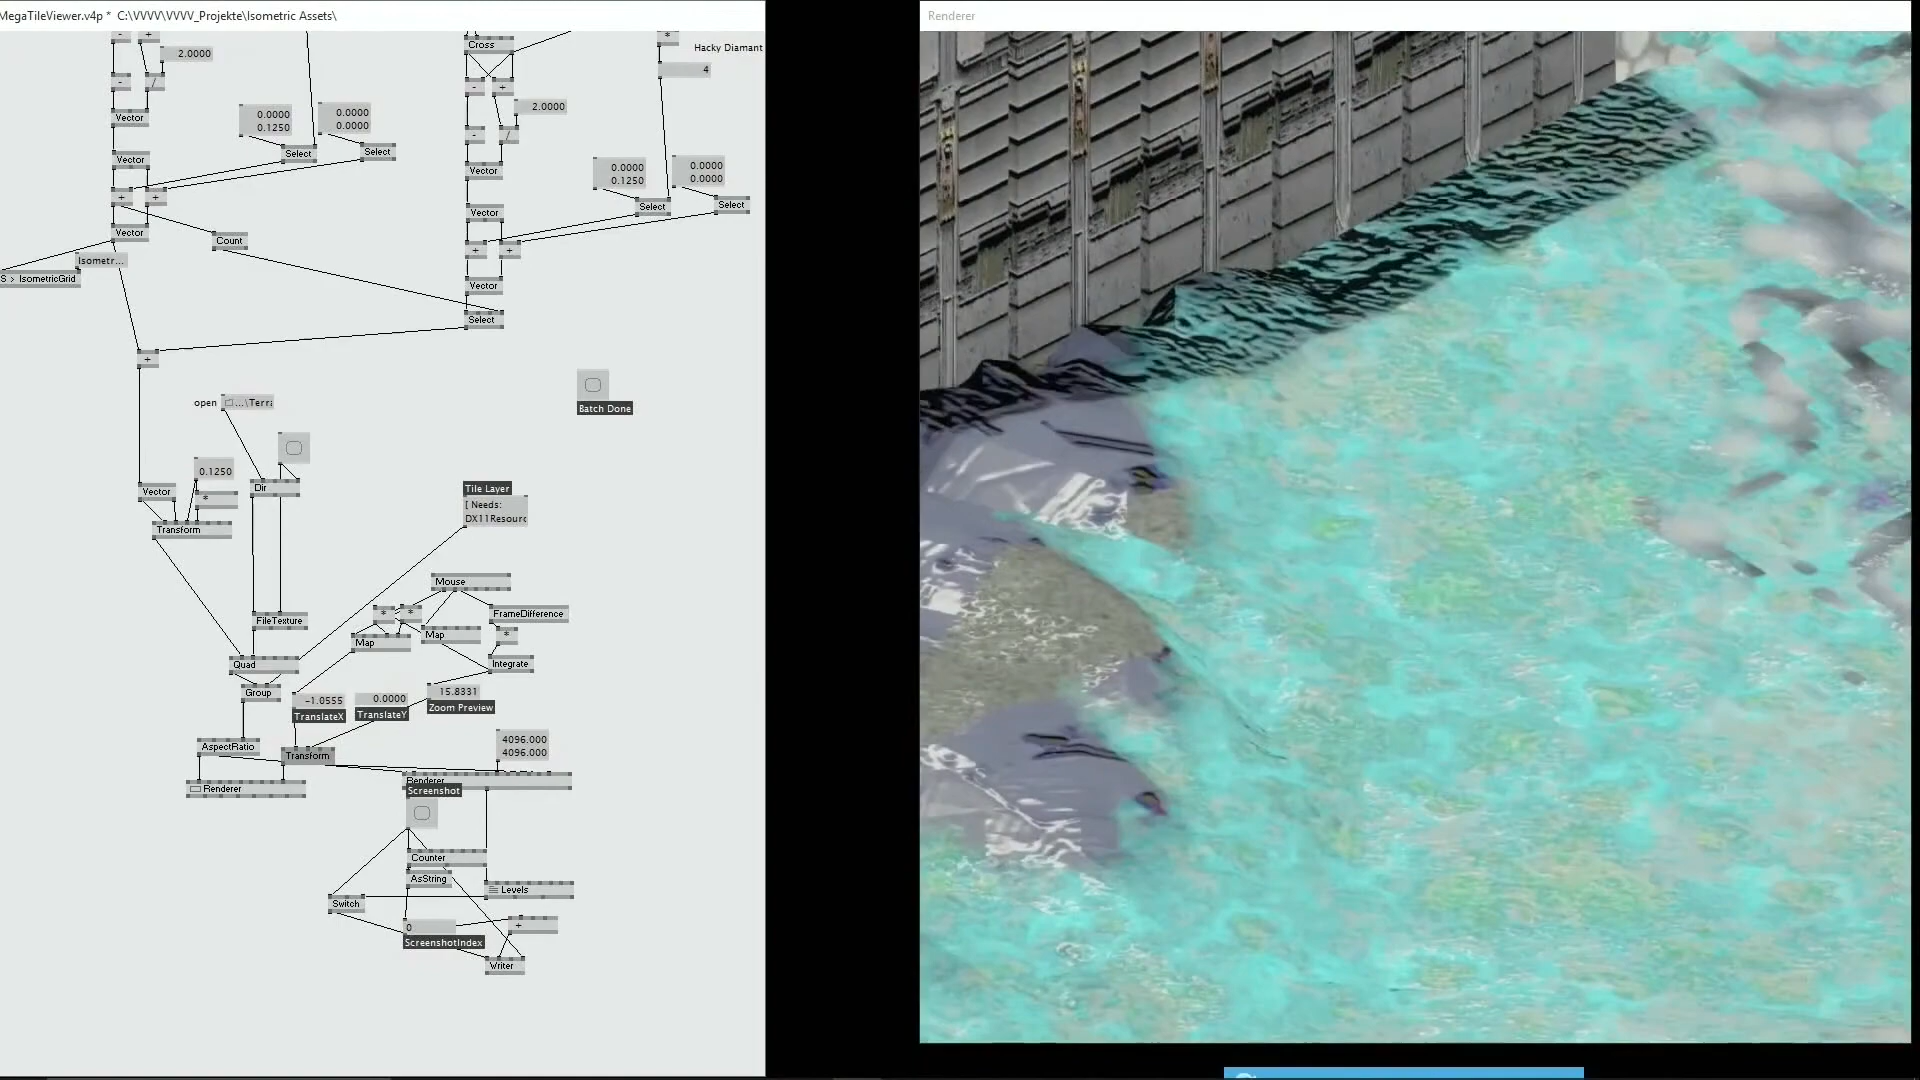 MegaTileViewer.v4p * C:\VVVV\VVVV_Projekte\Isometric Assets\
Renderer
- +
2.0000
- /
Vector
0.0000
0.1250
0.0000
0.0000
Select
Select
Vector
+ +
Vector
Count
Isometr...
S > IsometricGrid
+
Cross
*
Hacky Diamant
4
- +
2.0000
- /
Vector
0.0000
0.1250
0.0000
0.0000
Select
Select
Vector
+ +
Vector
Select
Batch Done
open
...\Terra
0.1250
Vector
*
Dir
Transform
Tile Layer
[ Needs:
DX11Resourc
Mouse
* *
FrameDifference
Map
Map
*
Integrate
FileTexture
Quad
Group
-1.0555
TranslateX
0.0000
TranslateY
15.8331
Zoom Preview
AspectRatio
Transform
4096.000
4096.000
Renderer
Renderer
Screenshot
Counter
AsString
Levels
Switch
0
+
ScreenshotIndex
Writer